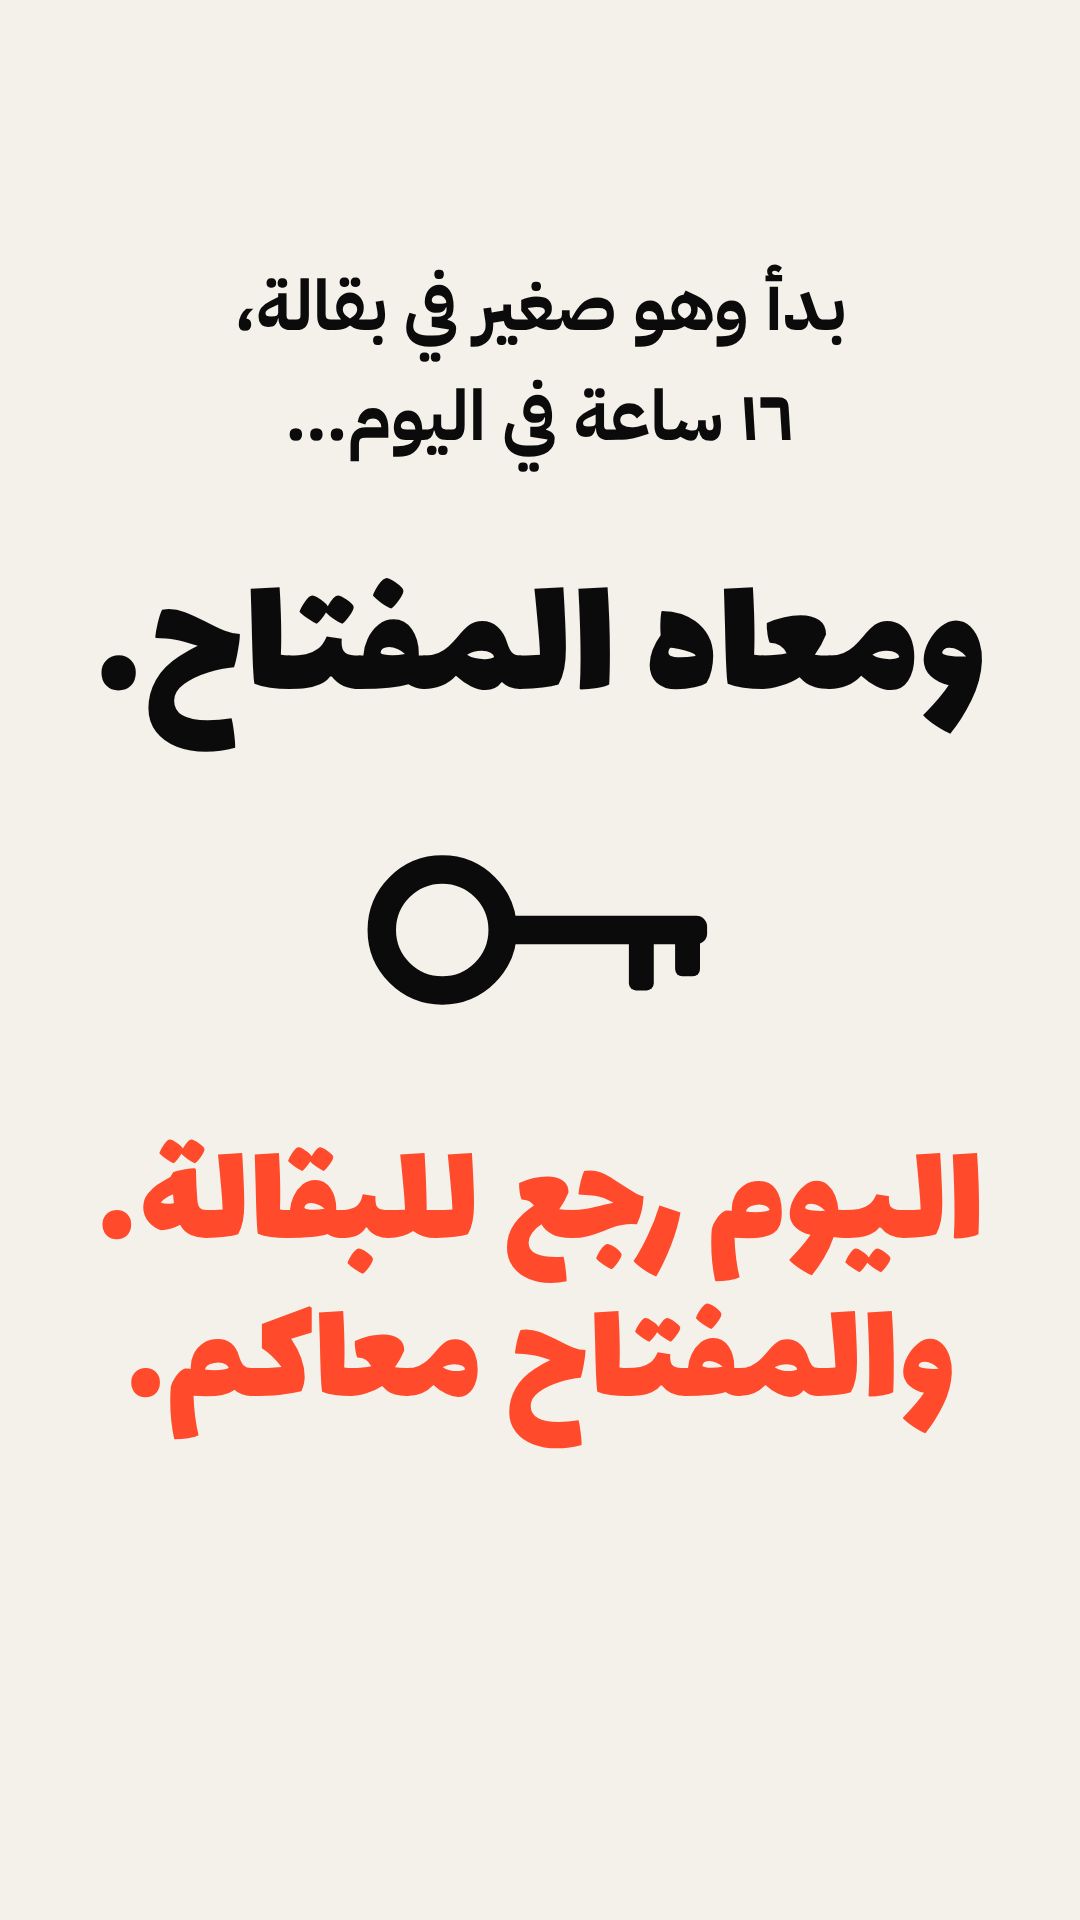 بدأ وهو صغير في بقالة،
١٦ ساعة في اليوم...
ومعاه المفتاح.
اليوم رجع للبقالة.
والمفتاح معاكم.